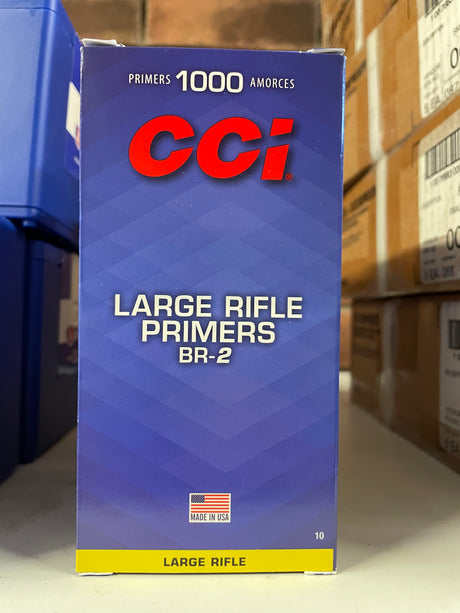 PRIMERS 1000 AMORCES
CCi
LARGE RIFLE
PRIMERS
BR-2
MADE IN USA
10
LARGE RIFLE